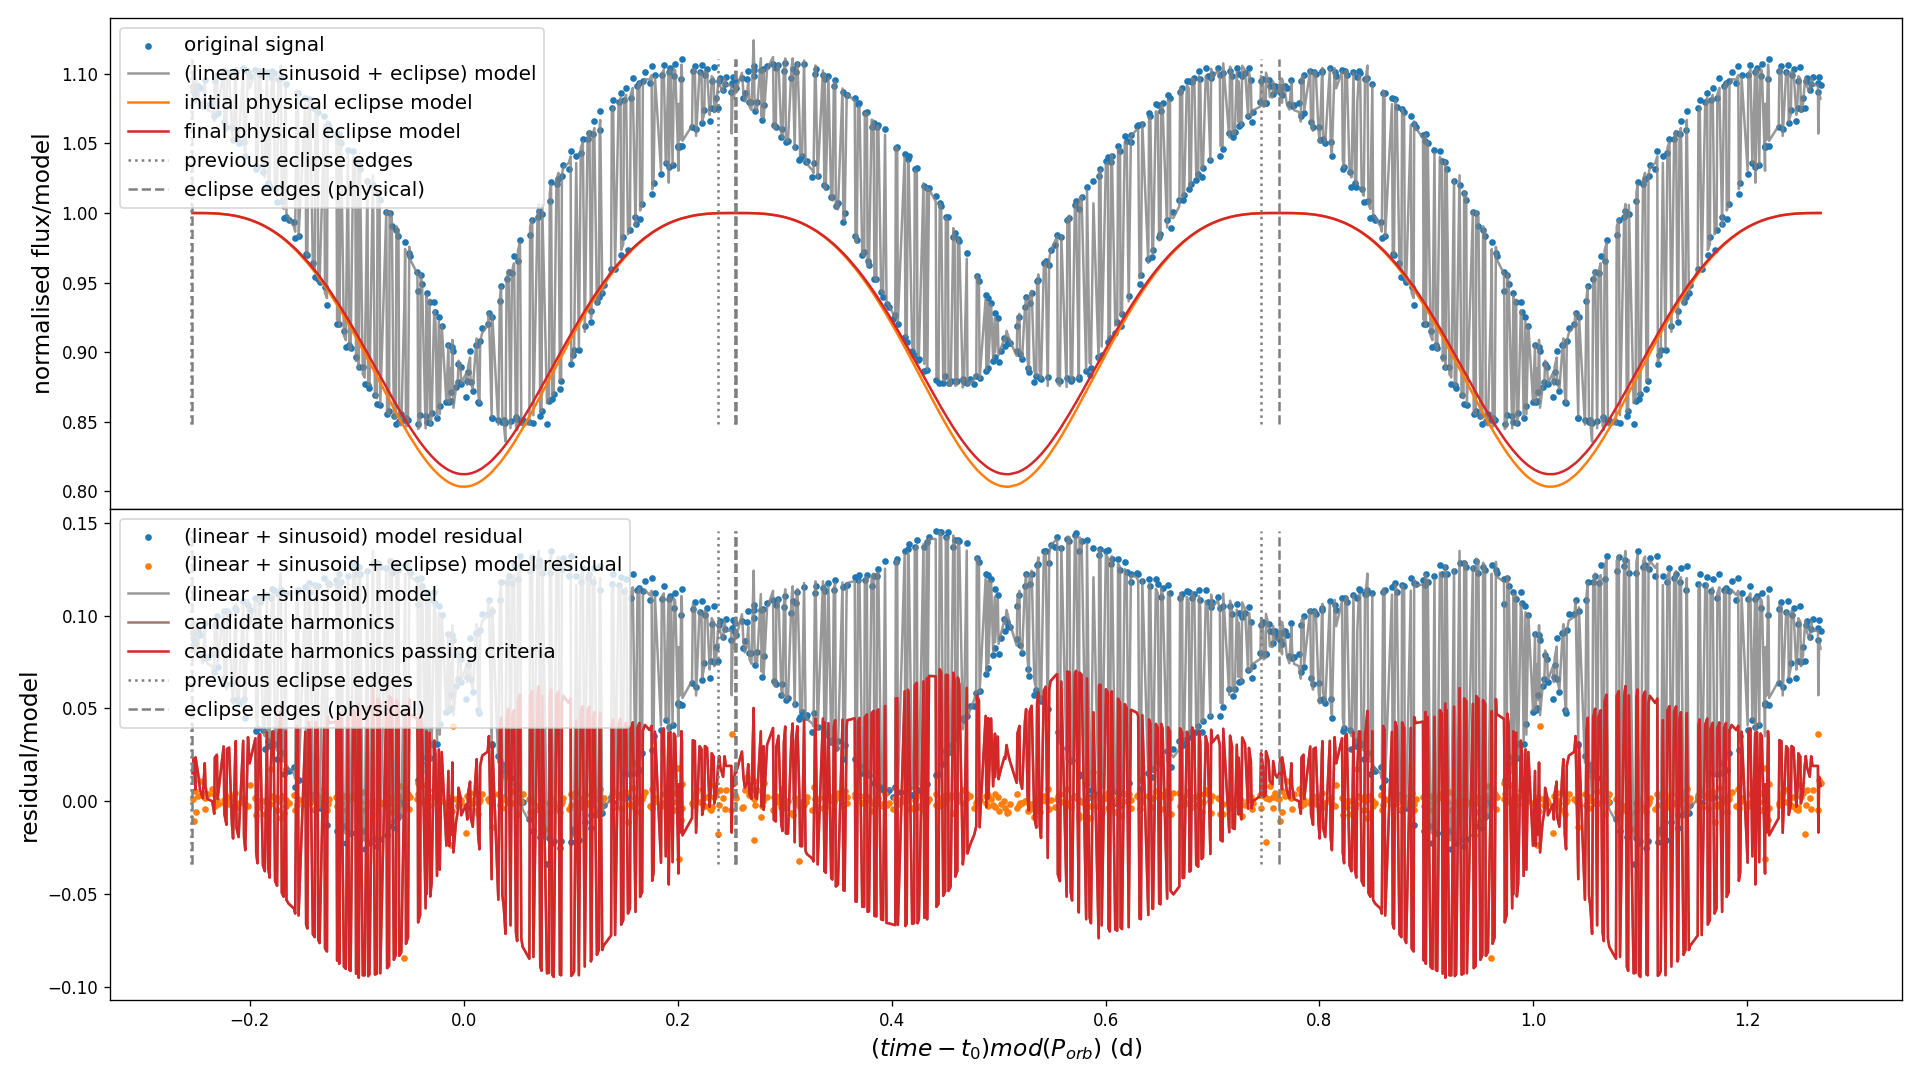 original signal
(linear + sinusoid + eclipse) model
initial physical eclipse model
final physical eclipse model
previous eclipse edges
eclipse edges (physical)
normalised flux/model
1.10
1.05
1.00
0.95
0.90
0.85
0.80
(linear + sinusoid) model residual
(linear + sinusoid + eclipse) model residual
(linear + sinusoid) model
candidate harmonics
candidate harmonics passing criteria
previous eclipse edges
eclipse edges (physical)
residual/model
0.15
0.10
0.05
0.00
−0.05
−0.10
−0.2 0.0 0.2 0.4 0.6 0.8 1.0 1.2
(time − t₀)mod(P_orb) (d)